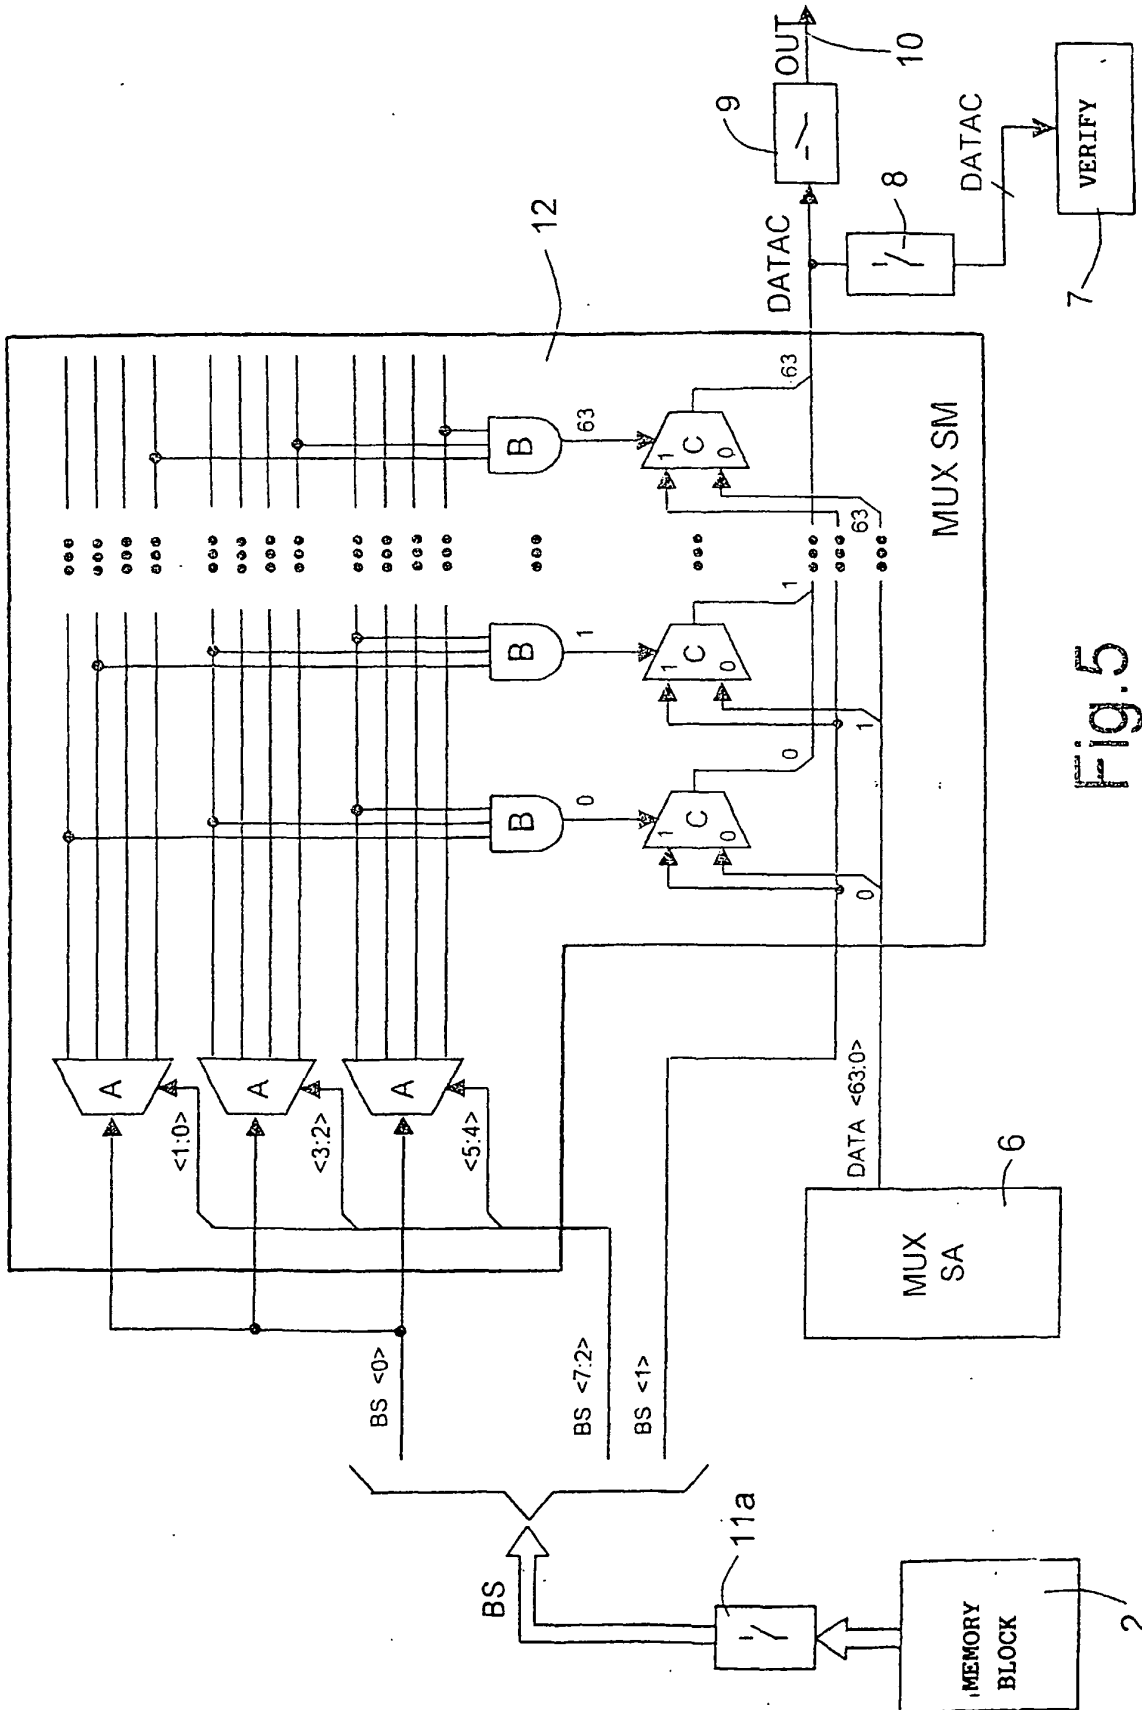 MEMORY
BLOCK
2
11a
BS
BS <0>
BS <7:2>
BS <1>
A
<1:0>
A
<3:2>
A
<5:4>
B
0
B
1
B
63
1
C
0
0
1
C
0
1
1
C
0
63
0
1
63
MUX
SA
6
DATA <63:0>
MUX SM
12
DATAC
9
OUT
10
8
DATAC
VERIFY
7
Fig.5